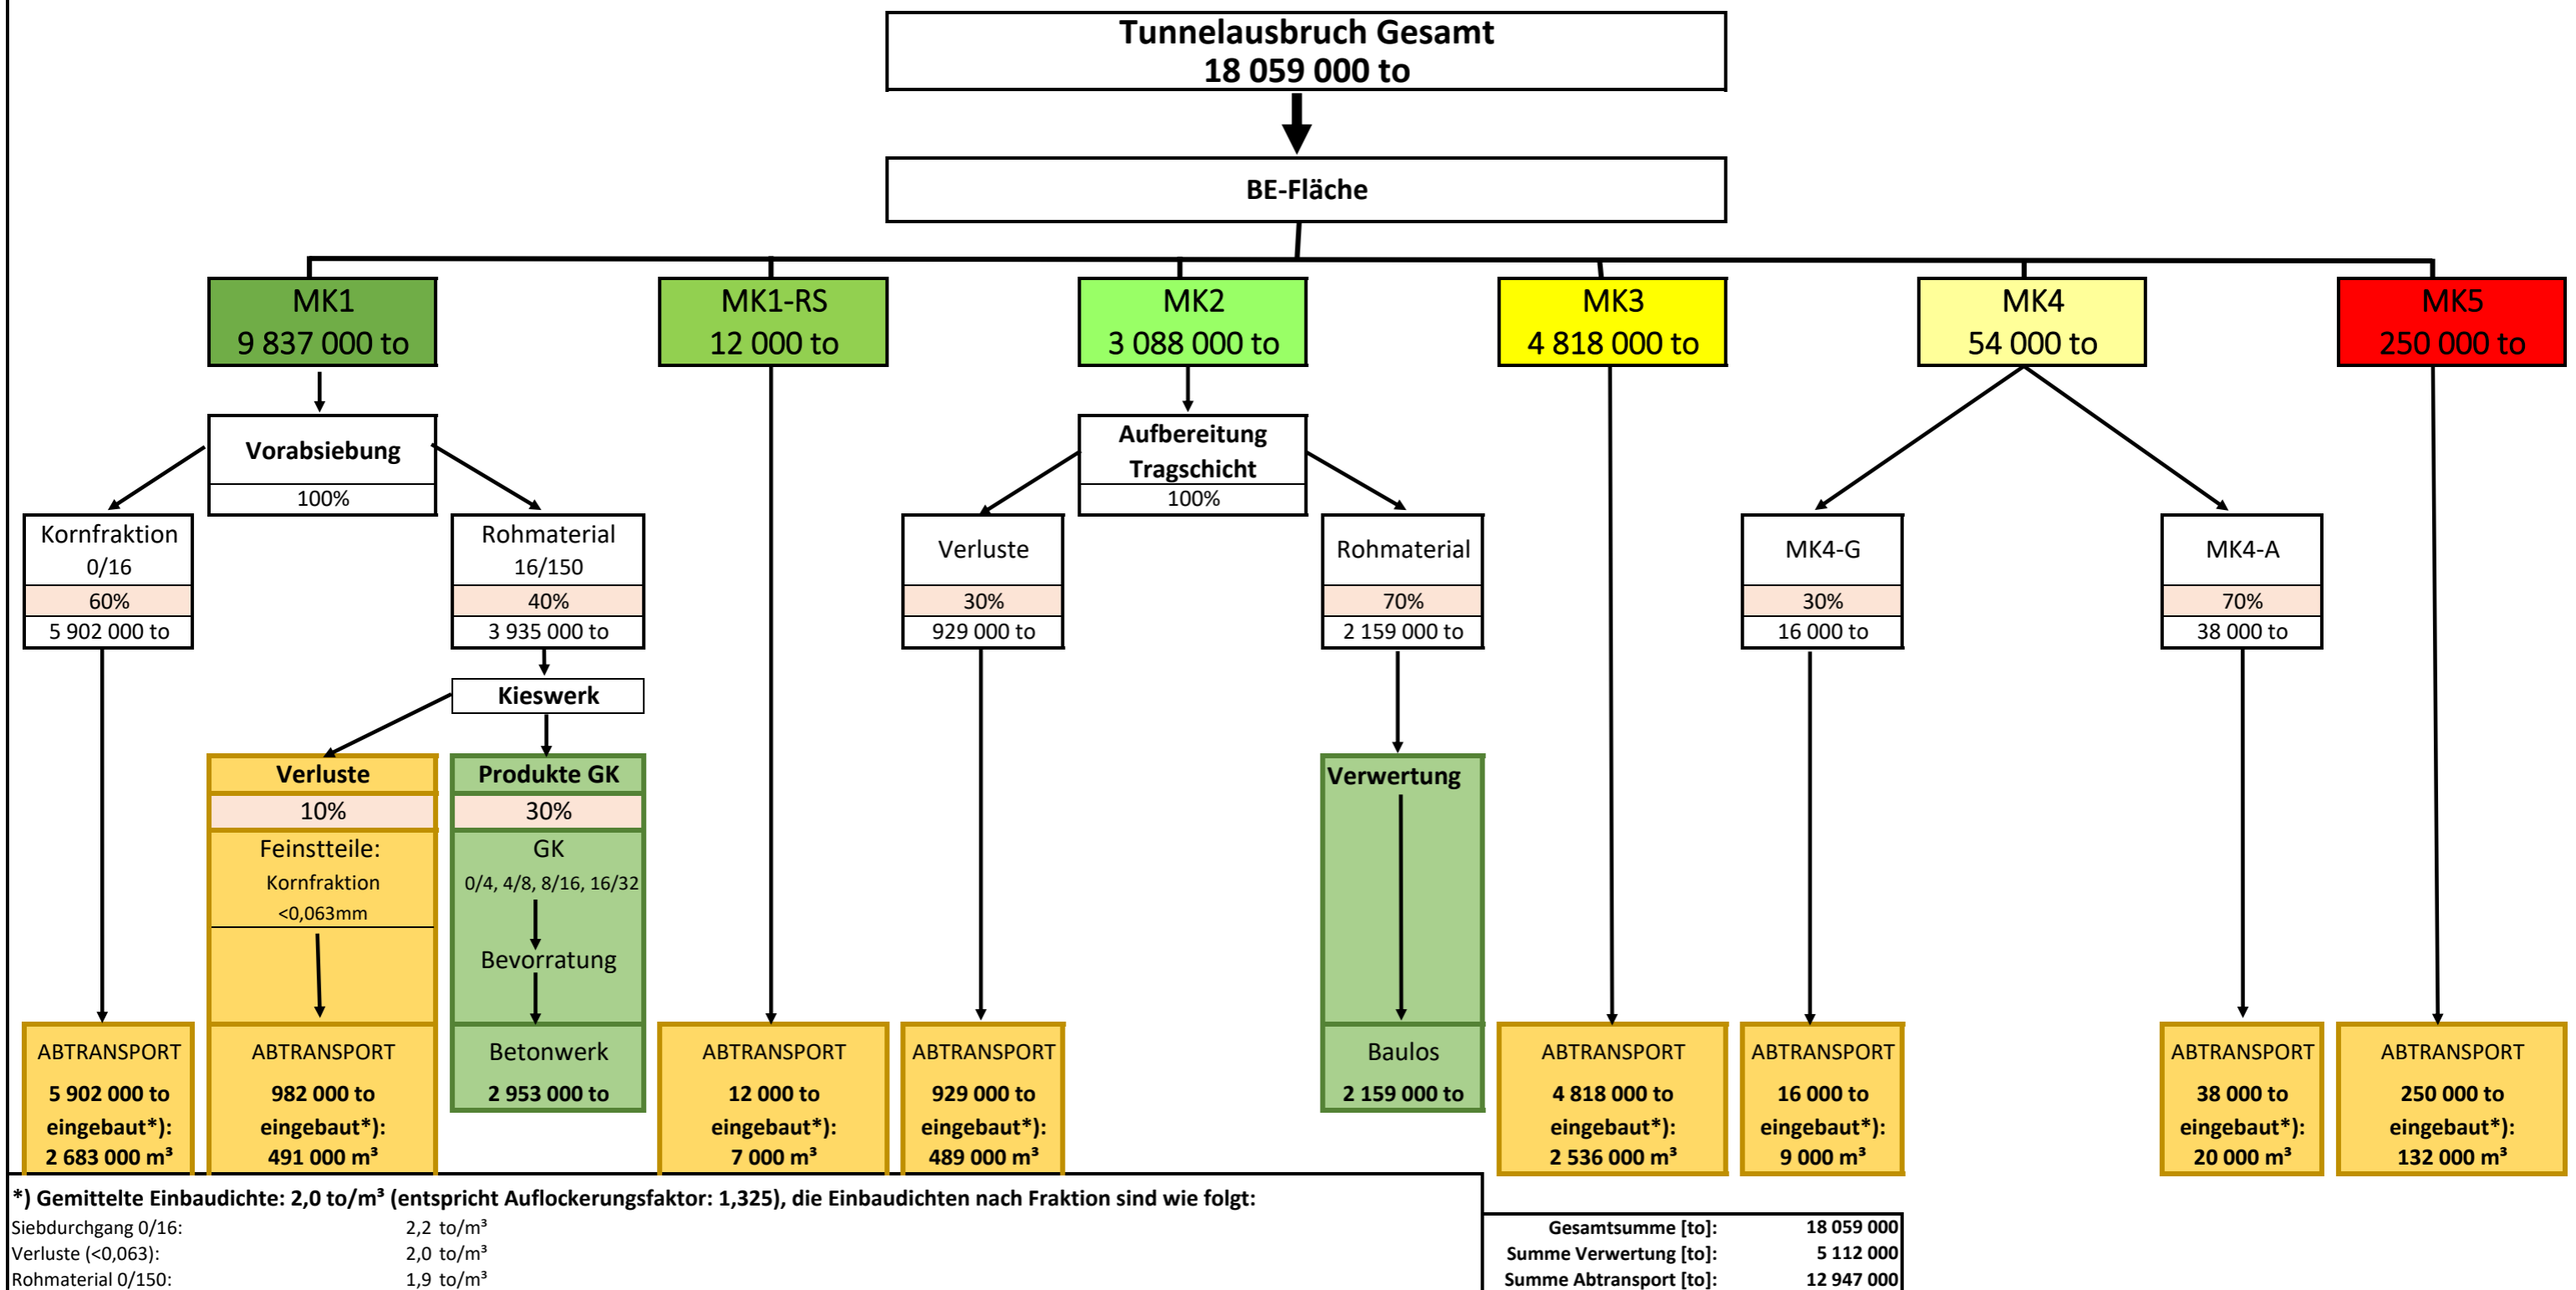 Tunnelausbruch Gesamt
18 059 000 to
BE-Fläche
MK1
9 837 000 to
MK1-RS
12 000 to
MK2
3 088 000 to
MK3
4 818 000 to
MK4
54 000 to
MK5
250 000 to
Vorabsiebung
100%
Aufbereitung
Tragschicht
100%
Kornfraktion
0/16
60%
5 902 000 to
Rohmaterial
16/150
40%
3 935 000 to
Verluste
30%
929 000 to
Rohmaterial
70%
2 159 000 to
MK4-G
30%
16 000 to
MK4-A
70%
38 000 to
Kieswerk
Verluste
10%
Feinstteile:
Kornfraktion
<0,063mm
Produkte GK
30%
GK
0/4, 4/8, 8/16, 16/32
Bevorratung
Verwertung
ABTRANSPORT
5 902 000 to
eingebaut*):
2 683 000 m³
ABTRANSPORT
982 000 to
eingebaut*):
491 000 m³
Betonwerk
2 953 000 to
ABTRANSPORT
12 000 to
eingebaut*):
7 000 m³
ABTRANSPORT
929 000 to
eingebaut*):
489 000 m³
Baulos
2 159 000 to
ABTRANSPORT
4 818 000 to
eingebaut*):
2 536 000 m³
ABTRANSPORT
16 000 to
eingebaut*):
9 000 m³
ABTRANSPORT
38 000 to
eingebaut*):
20 000 m³
ABTRANSPORT
250 000 to
eingebaut*):
132 000 m³
*) Gemittelte Einbaudichte: 2,0 to/m³ (entspricht Auflockerungsfaktor: 1,325), die Einbaudichten nach Fraktion sind wie folgt:
Siebdurchgang 0/16: 2,2 to/m³
Verluste (<0,063): 2,0 to/m³
Rohmaterial 0/150: 1,9 to/m³
Gesamtsumme [to]: 18 059 000
Summe Verwertung [to]: 5 112 000
Summe Abtransport [to]: 12 947 000